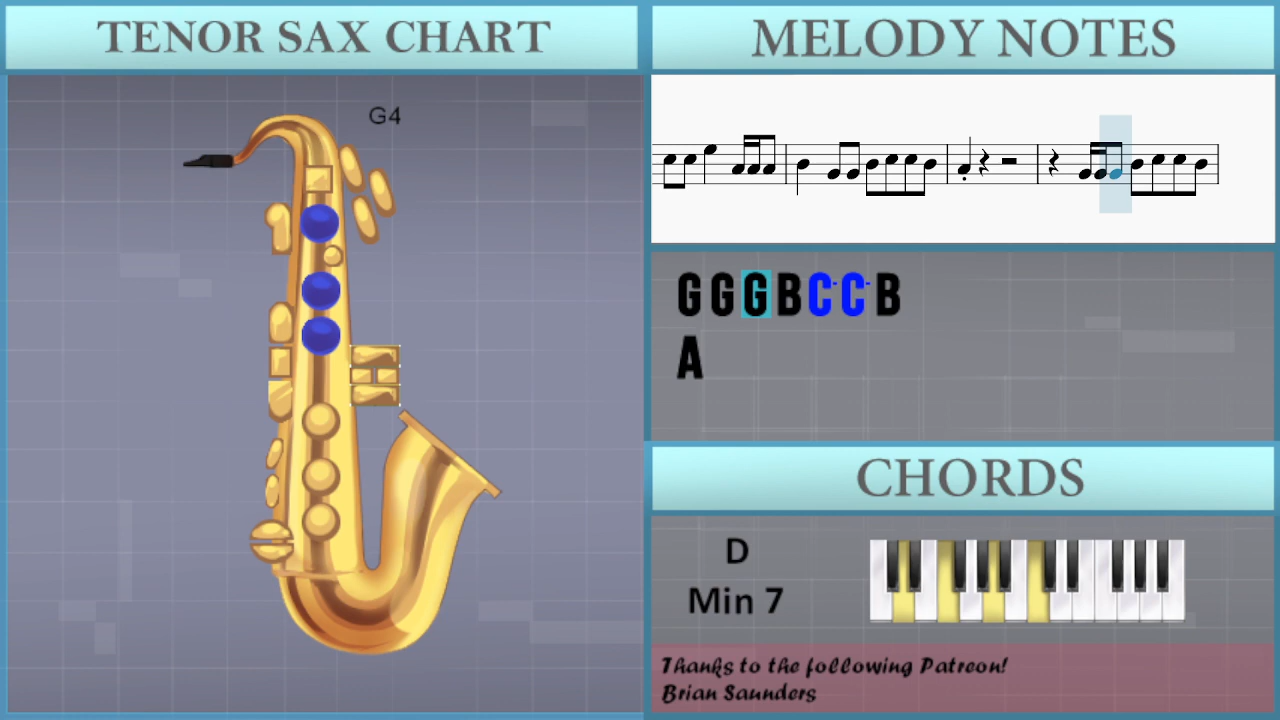 TENOR SAX CHART
G4
MELODY NOTES
G G G B C- C- B
A
CHORDS
D
Min 7
Thanks to the following Patreon!
Brian Saunders